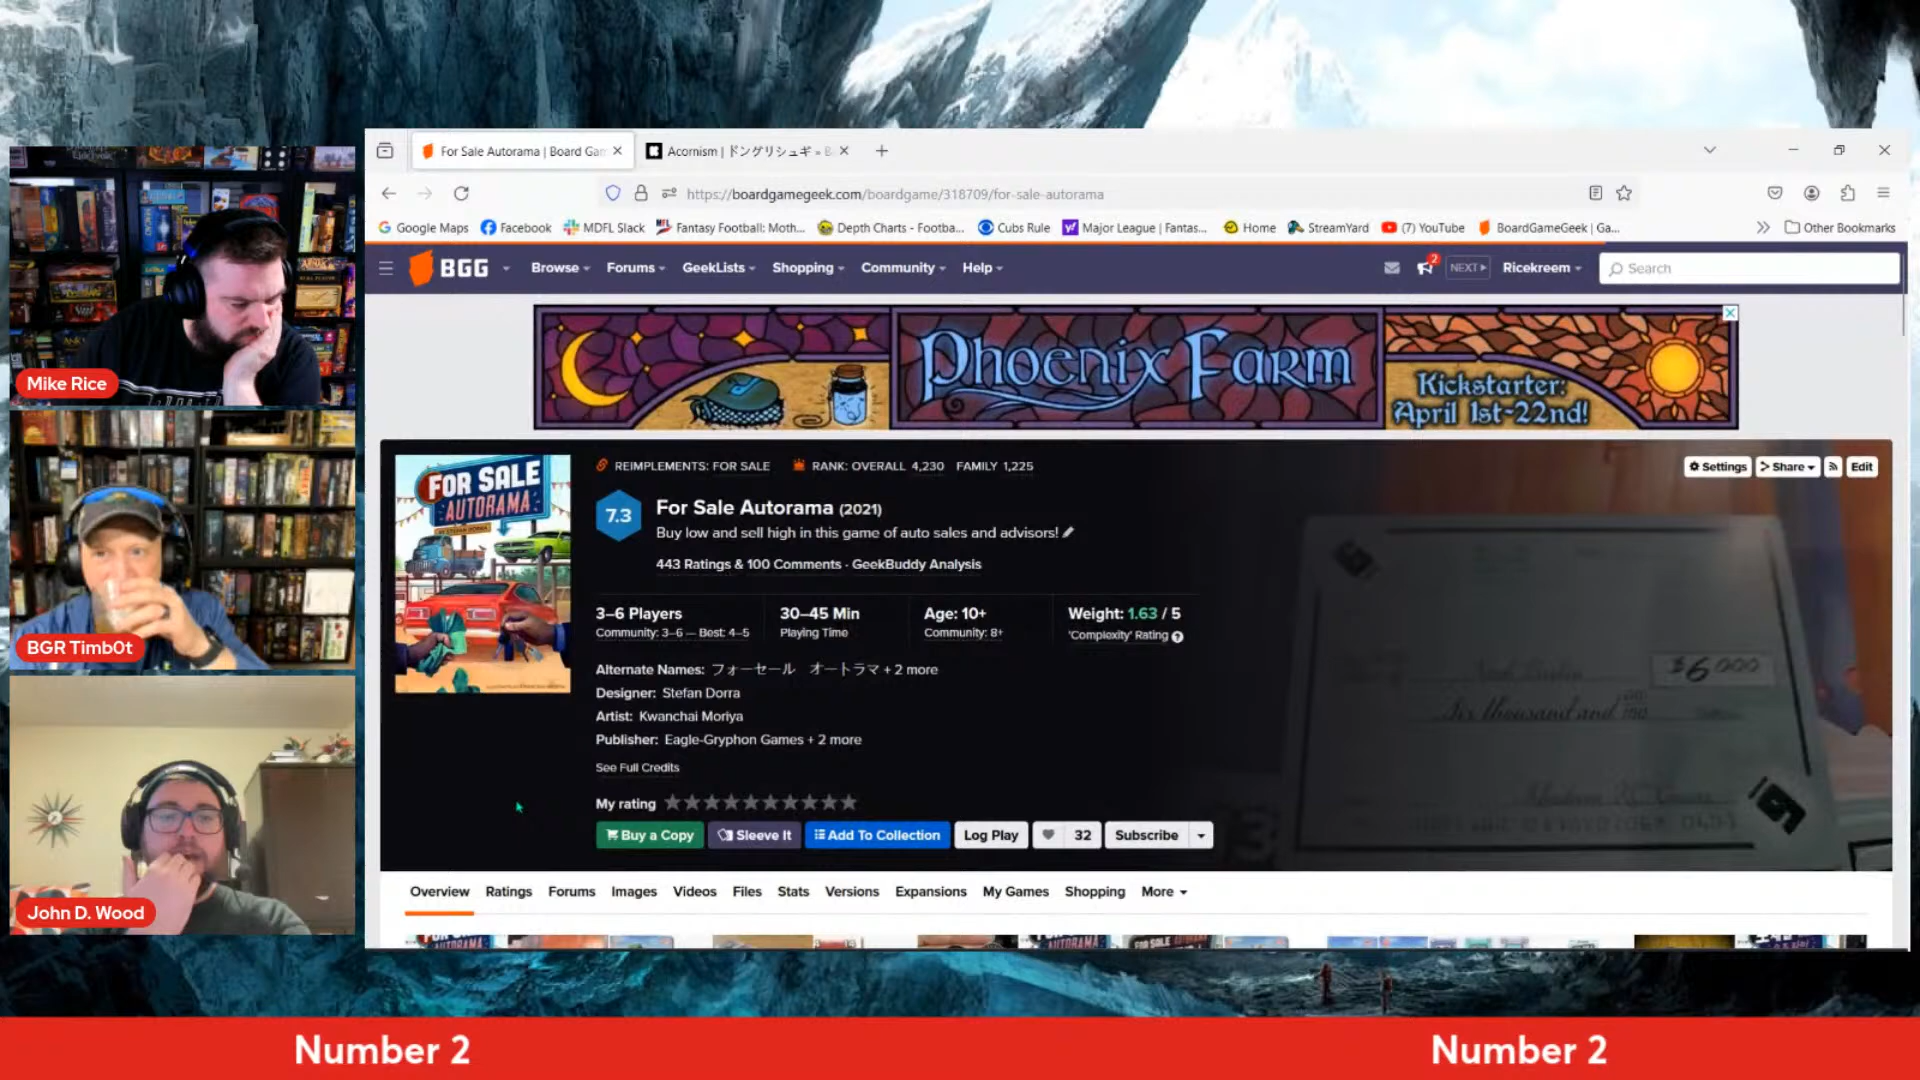 For Sale Autorama | Board Gam
Acornism | ドングリシュギ » B
https://boardgamegeek.com/boardgame/318709/for-sale-autorama
Google Maps
Facebook
MDFL Slack
Fantasy Football: Moth...
Depth Charts - Footba...
Cubs Rule
Major League | Fantas...
Home
StreamYard
(7) YouTube
BoardGameGeek | Ga...
Other Bookmarks
BGG
Browse
Forums
GeekLists
Shopping
Community
Help
2
NEXT
Ricekreem
Search
Phoenix Farm
Kickstarter:
April 1st-22nd!
Mike Rice
BGR Timb0t
John D. Wood
FOR SALE
AUTORAMA
REIMPLEMENTS: FOR SALE
RANK: OVERALL 4,230 FAMILY 1,225
Settings
Share
Edit
7.3
For Sale Autorama (2021)
Buy low and sell high in this game of auto sales and advisors!
443 Ratings & 100 Comments · GeekBuddy Analysis
3–6 Players
Community: 3–6 — Best: 4–5
30–45 Min
Playing Time
Age: 10+
Community: 8+
Weight: 1.63 / 5
'Complexity' Rating
Alternate Names: フォーセール オートラマ + 2 more
Designer: Stefan Dorra
Artist: Kwanchai Moriya
Publisher: Eagle-Gryphon Games + 2 more
See Full Credits
My rating
Buy a Copy
Sleeve It
Add To Collection
Log Play
32
Subscribe
$6000
Overview
Ratings
Forums
Images
Videos
Files
Stats
Versions
Expansions
My Games
Shopping
More
Number 2
Number 2